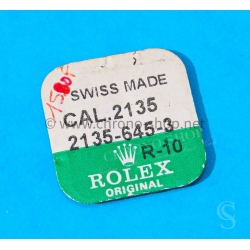 SWISS MADE
CAL.2135
2135-645-3
R-10
ROLEX
ORIGINAL